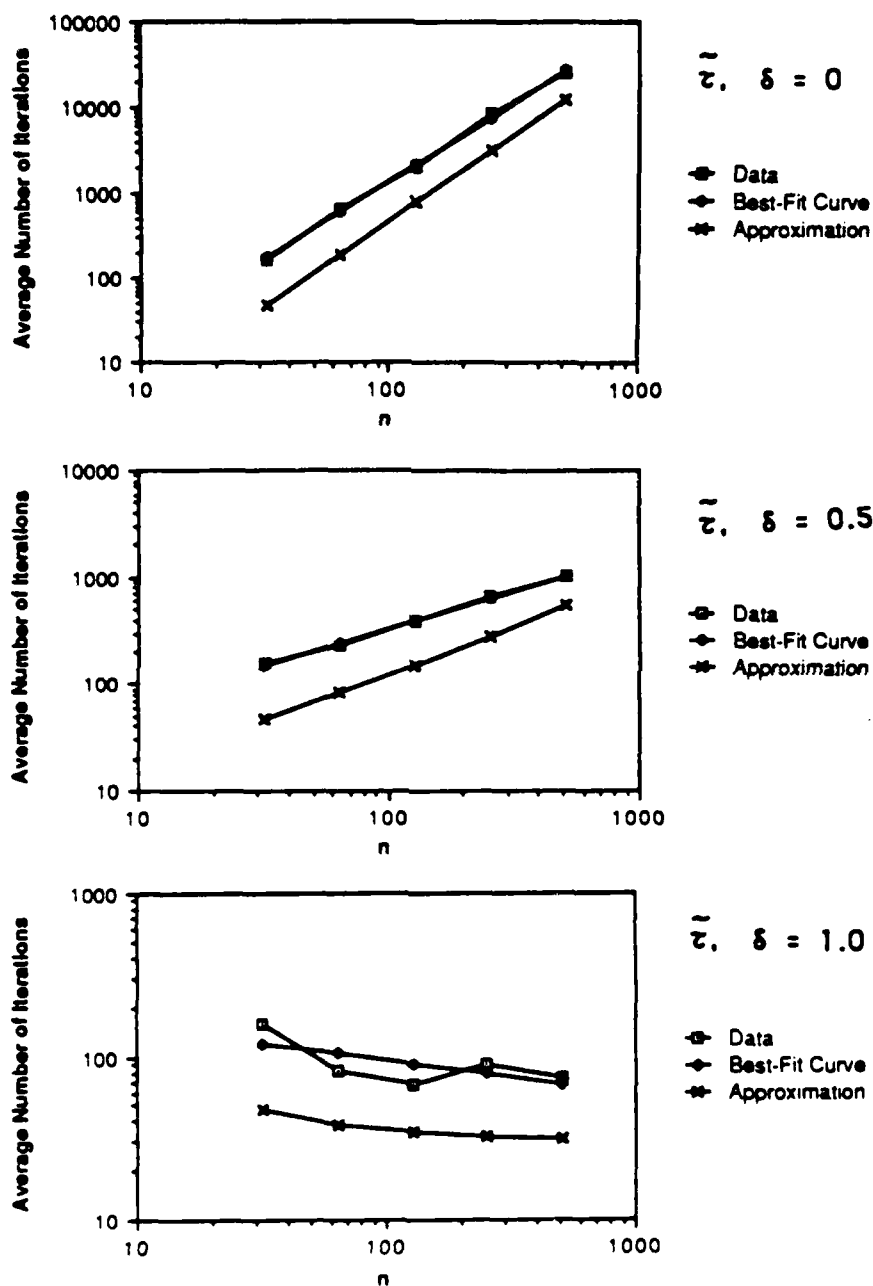 100000
10000
1000
100
10
10
100
1000
Average Number of Iterations
n
τ̃, δ = 0
Data
Best-Fit Curve
Approximation
10000
1000
100
10
10
100
1000
Average Number of Iterations
n
τ̃, δ = 0.5
Data
Best-Fit Curve
Approximation
1000
100
10
10
100
1000
Average Number of Iterations
n
τ̃, δ = 1.0
Data
Best-Fit Curve
Approximation